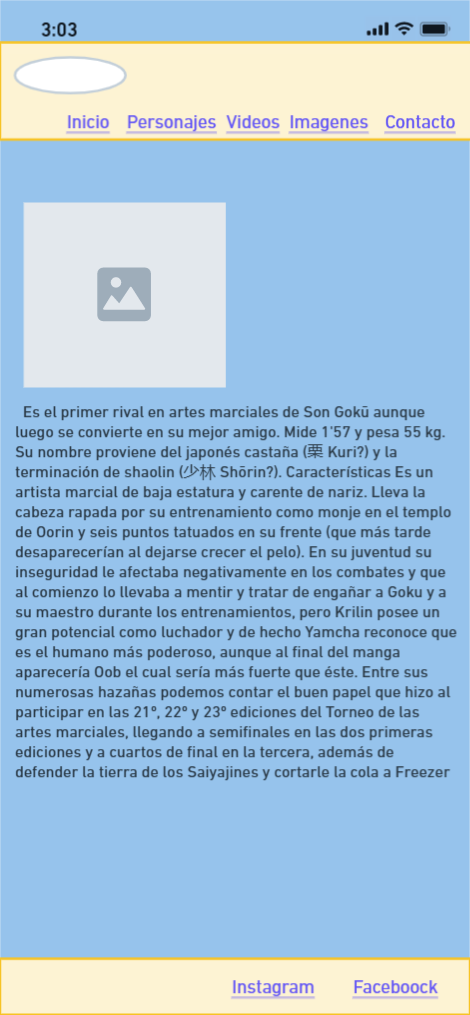 3:03
Inicio Personajes Videos Imagenes Contacto
Es el primer rival en artes marciales de Son Gokū aunque
luego se convierte en su mejor amigo. Mide 1'57 y pesa 55 kg.
Su nombre proviene del japonés castaña (栗 Kuri?) y la
terminación de shaolin (少林 Shōrin?). Características Es un
artista marcial de baja estatura y carente de nariz. Lleva la
cabeza rapada por su entrenamiento como monje en el templo
de Oorin y seis puntos tatuados en su frente (que más tarde
desaparecerían al dejarse crecer el pelo). En su juventud su
inseguridad le afectaba negativamente en los combates y que
al comienzo lo llevaba a mentir y tratar de engañar a Goku y a
su maestro durante los entrenamientos, pero Krilin posee un
gran potencial como luchador y de hecho Yamcha reconoce que
es el humano más poderoso, aunque al final del manga
aparecería Oob el cual sería más fuerte que éste. Entre sus
numerosas hazañas podemos contar el buen papel que hizo al
participar en las 21º, 22º y 23º ediciones del Torneo de las
artes marciales, llegando a semifinales en las dos primeras
ediciones y a cuartos de final en la tercera, además de
defender la tierra de los Saiyajines y cortarle la cola a Freezer
Instagram Faceboock